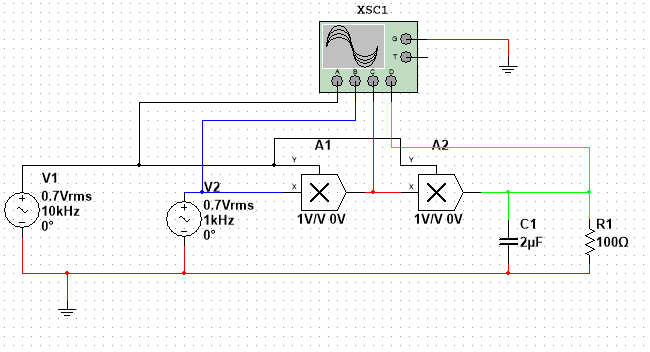 XSC1
G
T
A B C D
A1
A2
Y
Y
V1
0.7Vrms
10kHz
0°
V2
0.7Vrms
1kHz
0°
X
X
1V/V 0V
1V/V 0V
C1
2µF
R1
100Ω